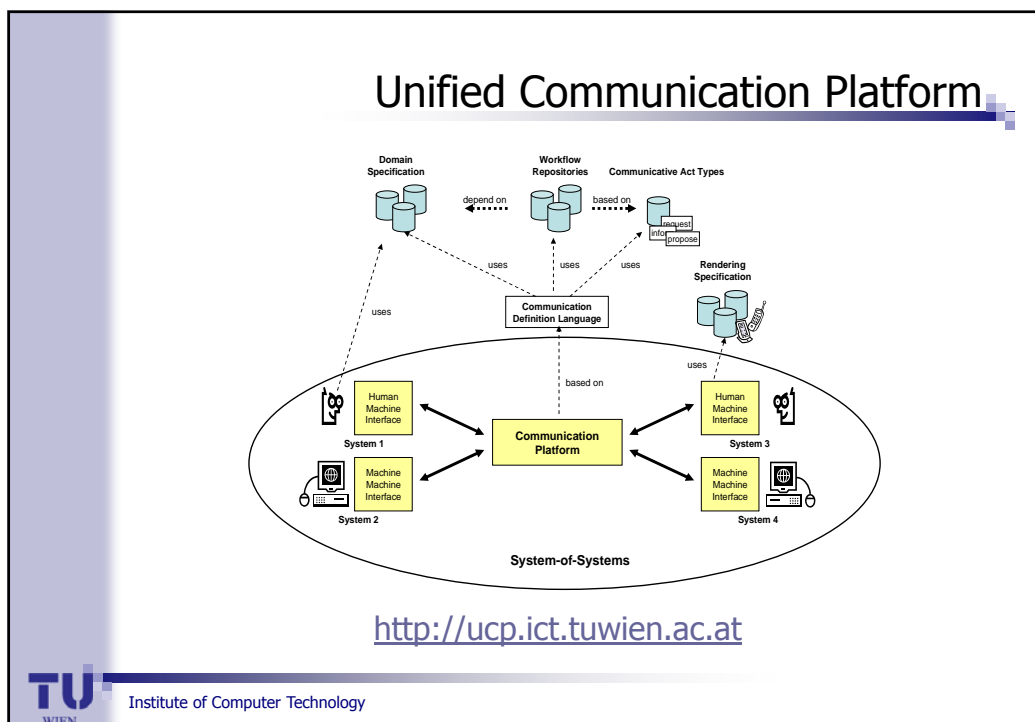 Unified Communication Platform
Domain
Specification
Workflow
Repositories
Communicative Act Types
depend on
based on
request
inform
propose
uses
uses
uses
Rendering
Specification
uses
Communication
Definition Language
uses
based on
Human
Machine
Interface
System 1
Communication
Platform
Human
Machine
Interface
System 3
Machine
Machine
Interface
System 2
Machine
Machine
Interface
System 4
System-of-Systems
http://ucp.ict.tuwien.ac.at
TU
WIEN
Institute of Computer Technology